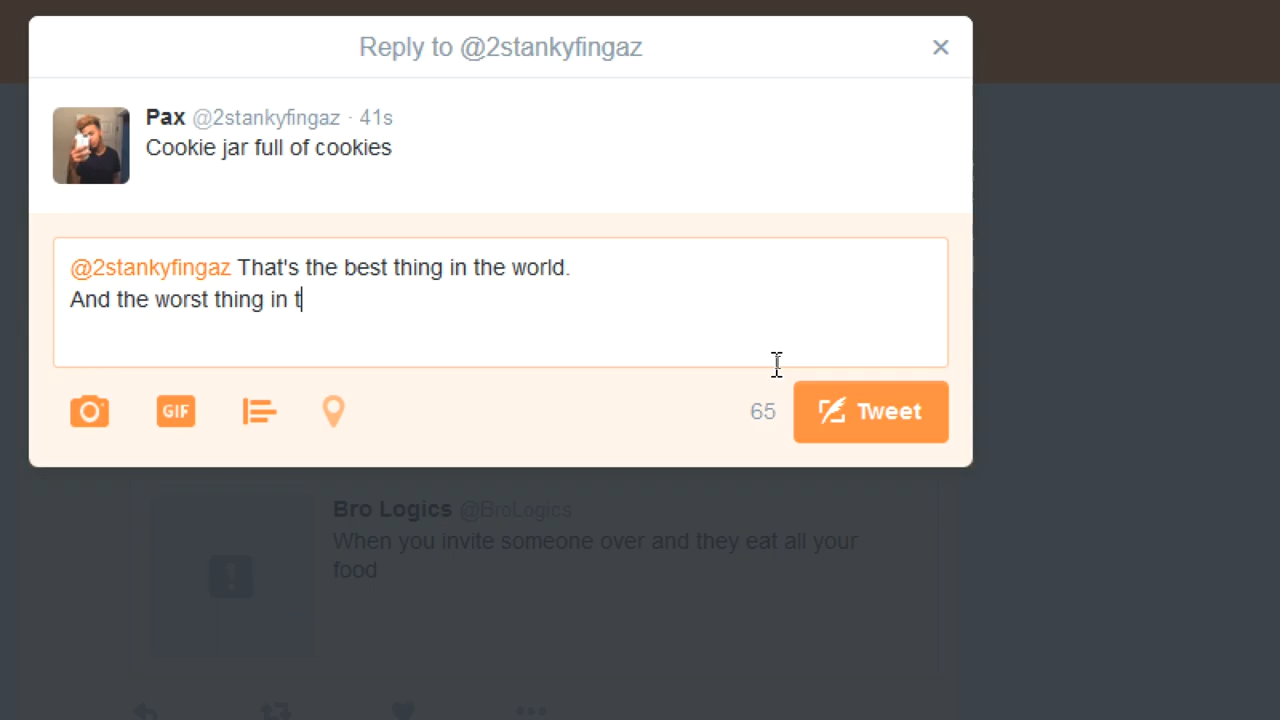 Reply to @2stankyfingaz
Pax @2stankyfingaz · 41s
Cookie jar full of cookies
@2stankyfingaz That's the best thing in the world.
And the worst thing in t
GIF
65
Tweet
Bro Logics @BroLogics
When you invite someone over and they eat all your
food